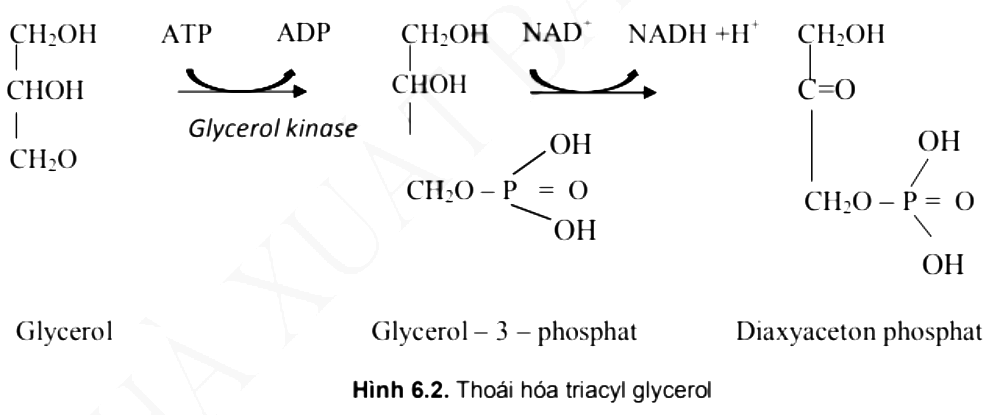 CH₂OH ATP ADP CH₂OH NAD⁺ NADH +H⁺ CH₂OH
CHOH CHOH C=O
Glycerol kinase
CH₂O OH OH
CH₂O – P = O CH₂O – P = O
OH OH
Glycerol Glycerol – 3 – phosphat Diaxyaceton phosphat
Hình 6.2. Thoái hóa triacyl glycerol